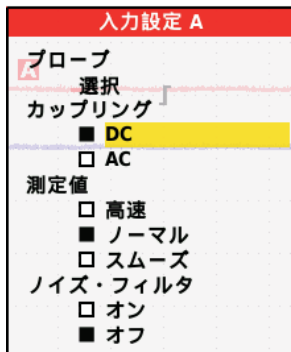 入力設定 A
プローブ
A
選択
カップリング
■ DC
□ AC
測定値
□ 高速
■ ノーマル
□ スムーズ
ノイズ・フィルタ
□ オン
■ オフ